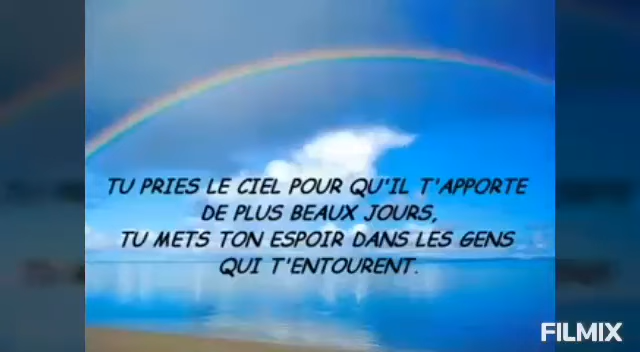 TU PRIES LE CIEL POUR QU'IL T'APPORTE
DE PLUS BEAUX JOURS,
TU METS TON ESPOIR DANS LES GENS
QUI T'ENTOURENT.
FILMIX